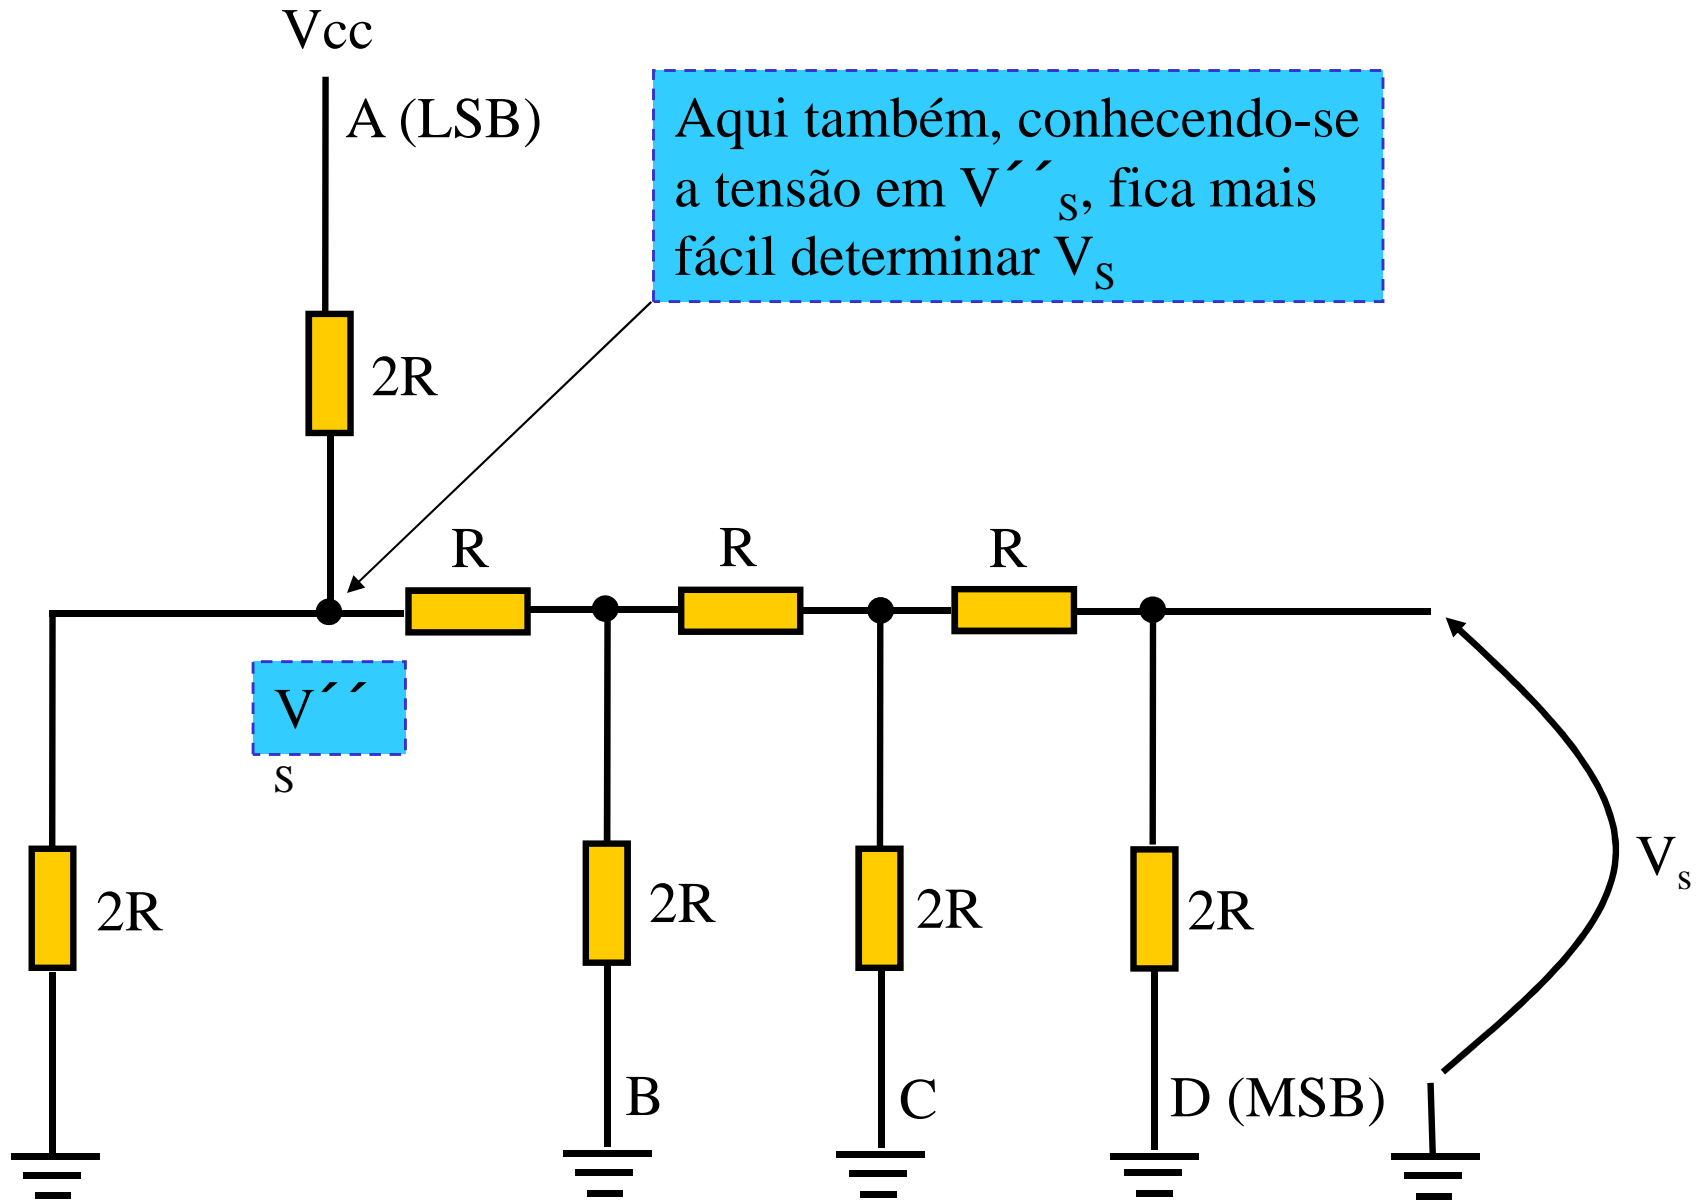 Vcc
A (LSB)
Aqui também, conhecendo-se
a tensão em V´´s, fica mais
fácil determinar Vs
2R
R
R
R
V´´
s
2R
2R
2R
2R
Vs
B
C
D (MSB)